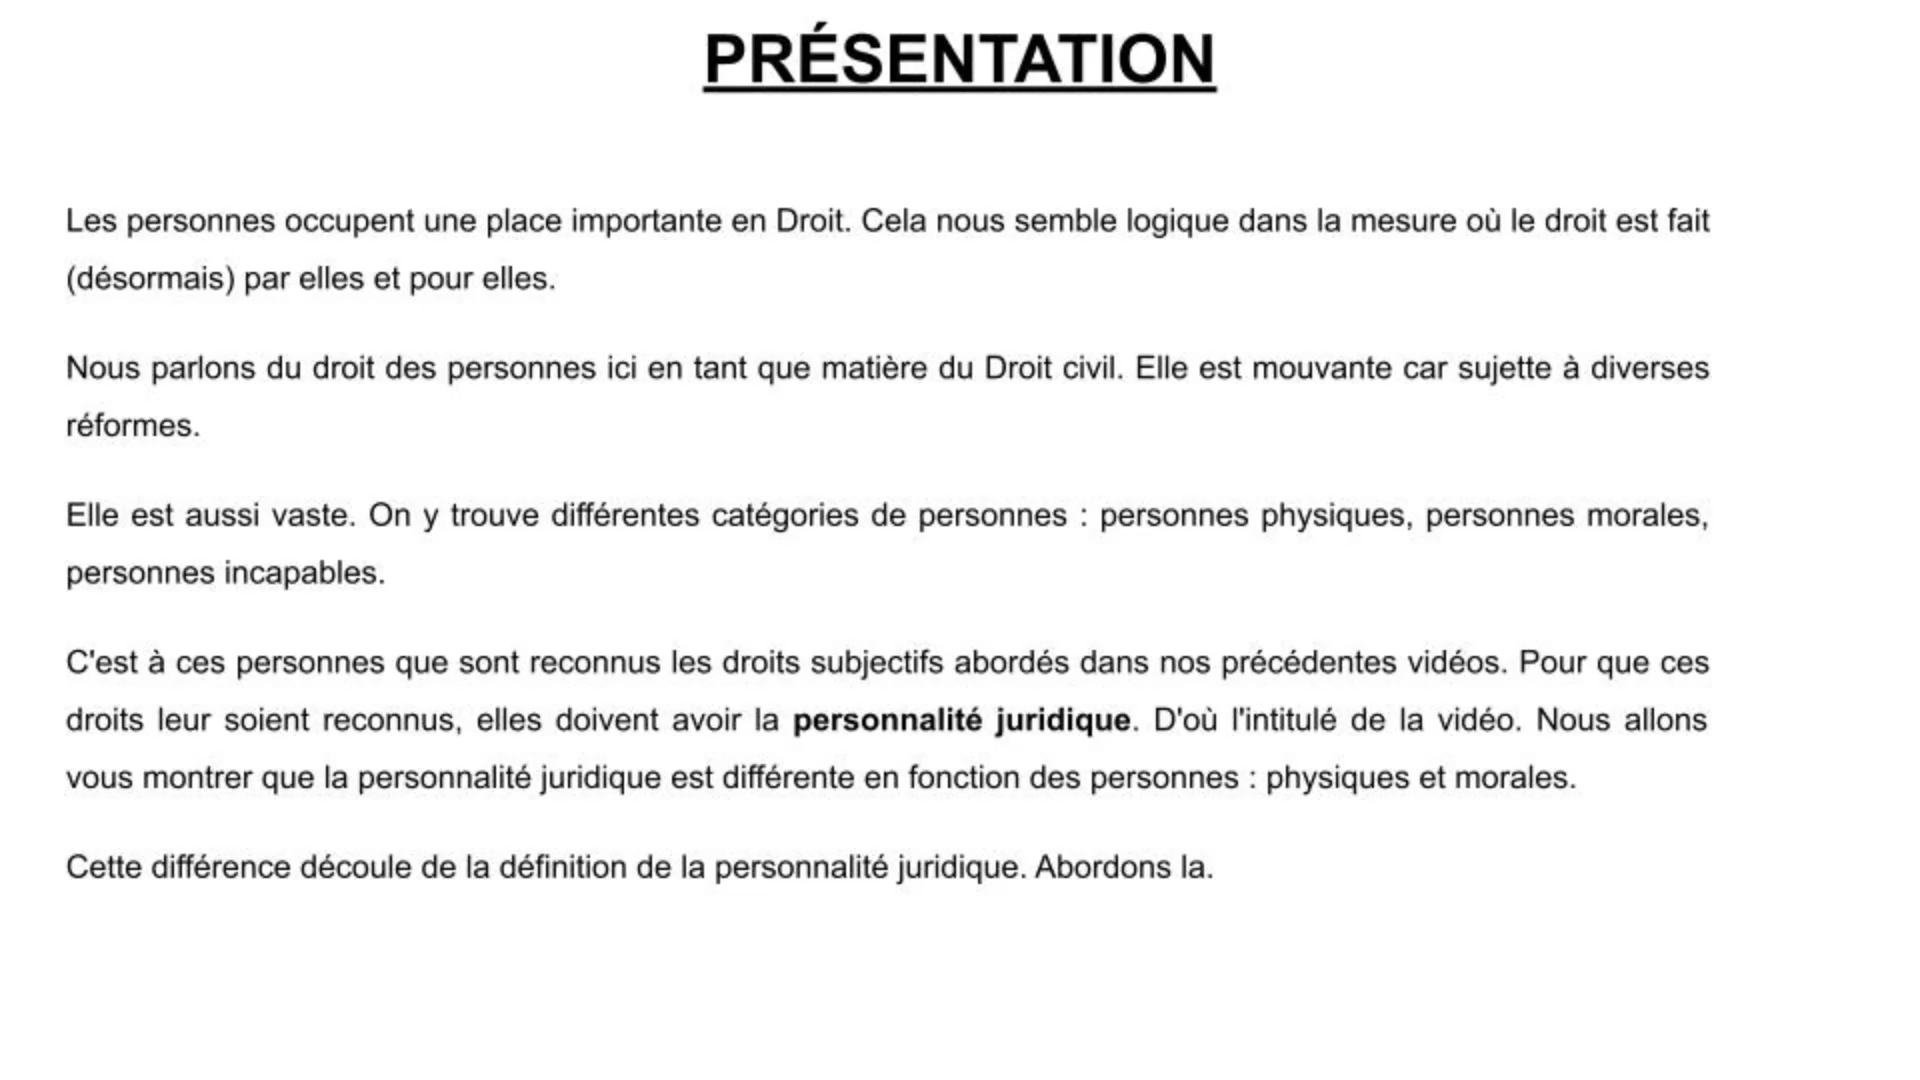 PRÉSENTATION
Les personnes occupent une place importante en Droit. Cela nous semble logique dans la mesure où le droit est fait
(désormais) par elles et pour elles.
Nous parlons du droit des personnes ici en tant que matière du Droit civil. Elle est mouvante car sujette à diverses
réformes.
Elle est aussi vaste. On y trouve différentes catégories de personnes : personnes physiques, personnes morales,
personnes incapables.
C'est à ces personnes que sont reconnus les droits subjectifs abordés dans nos précédentes vidéos. Pour que ces
droits leur soient reconnus, elles doivent avoir la personnalité juridique. D'où l'intitulé de la vidéo. Nous allons
vous montrer que la personnalité juridique est différente en fonction des personnes : physiques et morales.
Cette différence découle de la définition de la personnalité juridique. Abordons la.